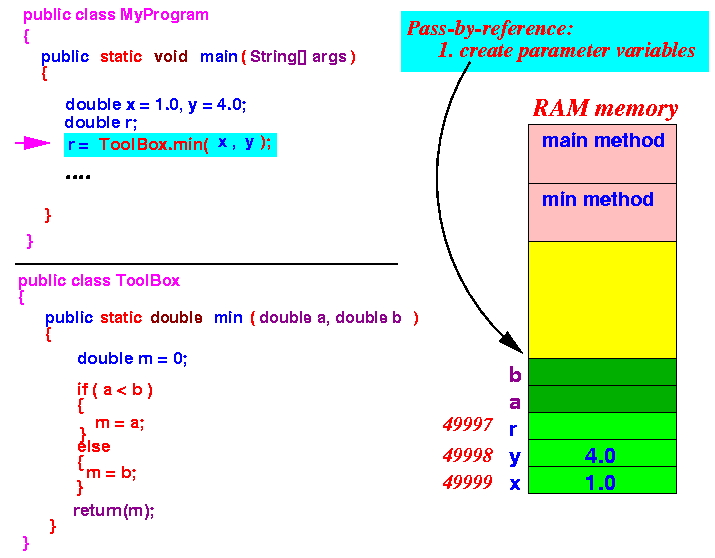 public class MyProgram
{
public static void main ( String[] args )
{
double x = 1.0, y = 4.0;
double r;
r = ToolBox.min( x , y );
....
}
}
public class ToolBox
{
public static double min ( double a, double b )
{
double m = 0;
if ( a < b )
{
m = a;
}
else
{
m = b;
}
return(m);
}
}
Pass-by-reference:
1. create parameter variables
RAM memory
main method
min method
b
a
49997 r
49998 y 4.0
49999 x 1.0